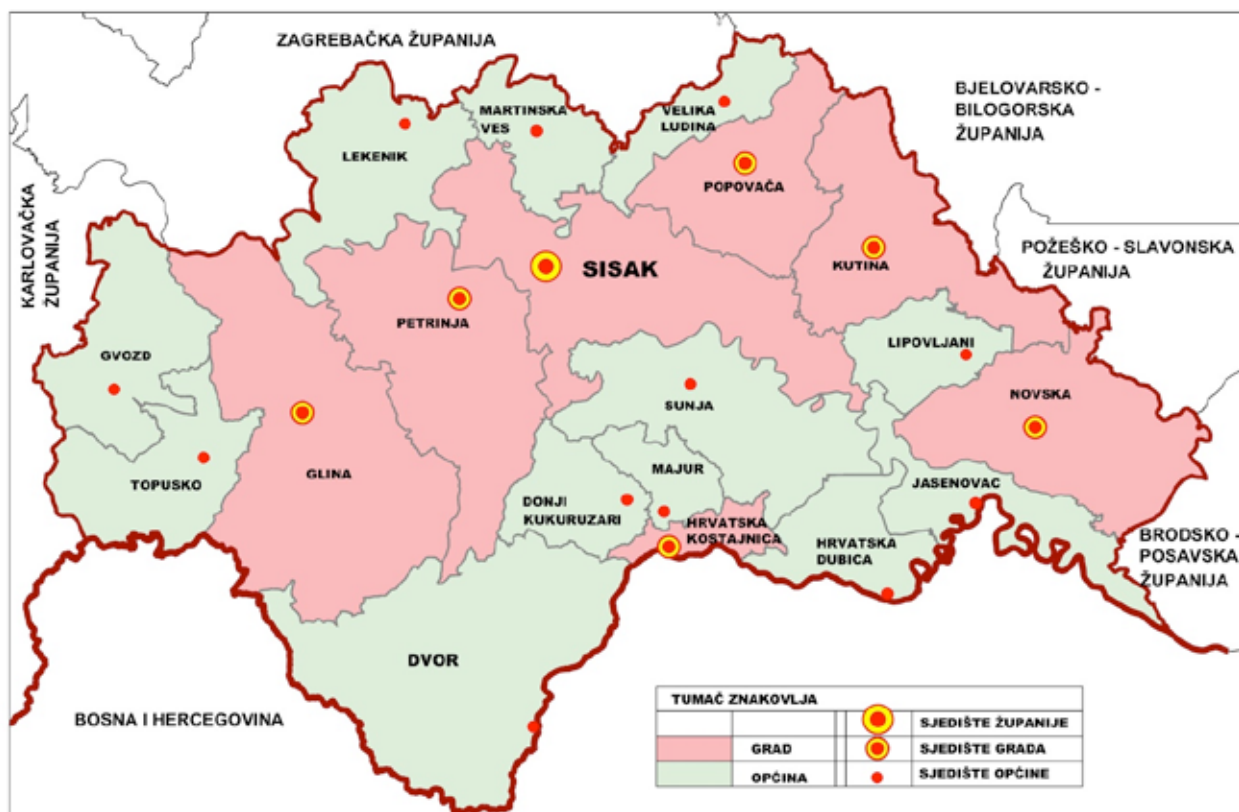 ZAGREBAČKA ŽUPANIJA
BJELOVARSKO -
BILOGORSKA
ŽUPANIJA
KARLOVAČKA
ŽUPANIJA
POŽEŠKO - SLAVONSKA
ŽUPANIJA
LEKENIK
MARTINSKA
VES
VELIKA
LUDINA
POPOVAČA
SISAK
KUTINA
PETRINJA
GVOZD
LIPOVLJANI
SUNJA
NOVSKA
GLINA
TOPUSKO
MAJUR
JASENOVAC
DONJI
KUKURUZARI
HRVATSKA
KOSTAJNICA
HRVATSKA
DUBICA
BRODSKO -
POSAVSKA
ŽUPANIJA
DVOR
BOSNA I HERCEGOVINA
TUMAČ ZNAKOVLJA
SJEDIŠTE ŽUPANIJE
GRAD SJEDIŠTE GRADA
OPĆINA SJEDIŠTE OPĆINE